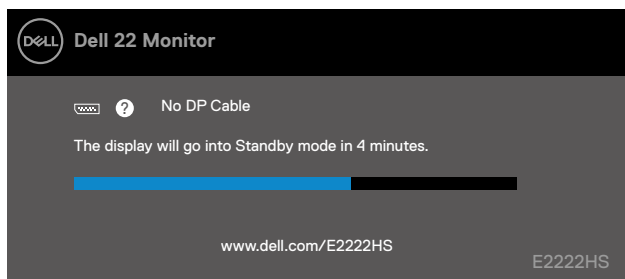 DELL Dell 22 Monitor
? No DP Cable
The display will go into Standby mode in 4 minutes.
www.dell.com/E2222HS
E2222HS